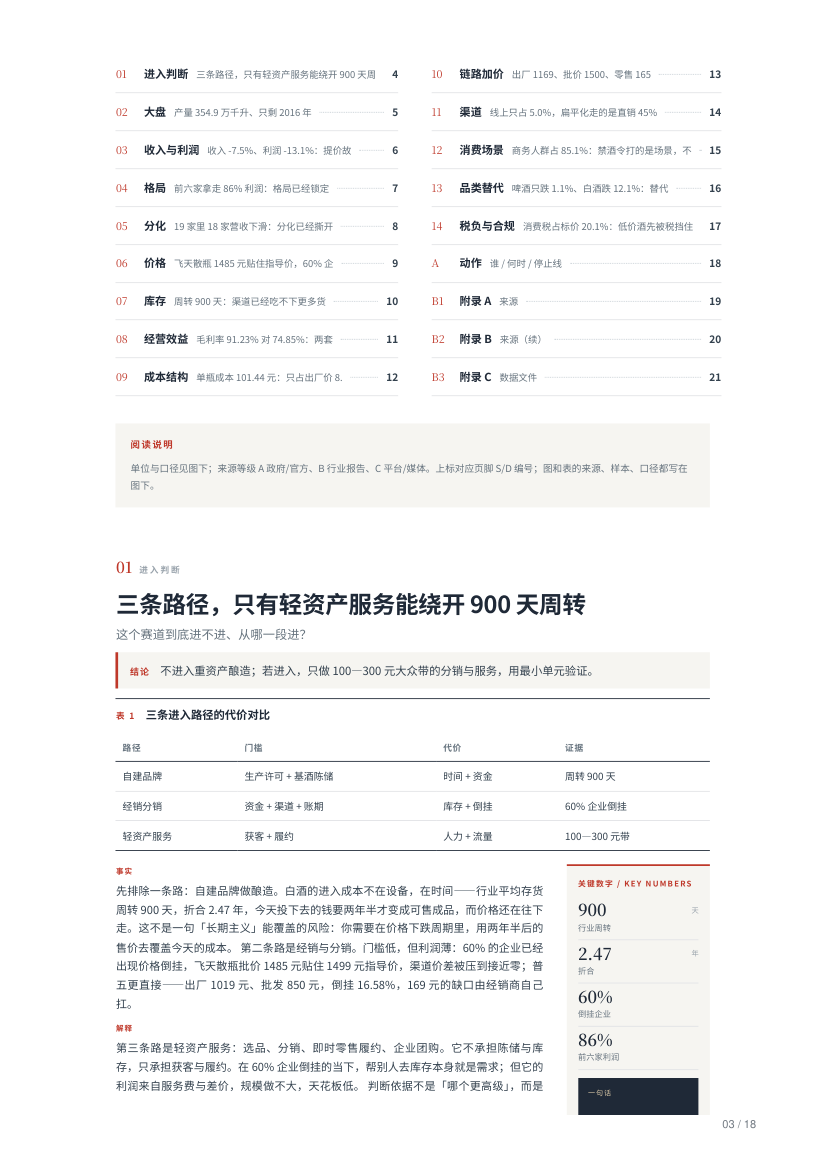 01 进入判断 三条路径，只有轻资产服务能绕开 900 天周 4
02 大盘 产量 354.9 万千升、只剩 2016 年 5
03 收入与利润 收入 -7.5%、利润 -13.1%：提价故 6
04 格局 前六家拿走 86% 利润：格局已经锁定 7
05 分化 19 家里 18 家营收下滑：分化已经撕开 8
06 价格 飞天散瓶 1485 元贴住指导价，60% 企 9
07 库存 周转 900 天：渠道已经吃不下更多货 10
08 经营效益 毛利率 91.23% 对 74.85%：两套 11
09 成本结构 单瓶成本 101.44 元：只占出厂价 8. 12
10 链路加价 出厂 1169、批价 1500、零售 165 13
11 渠道 线上只占 5.0%，扁平化走的是直销 45% 14
12 消费场景 商务人群占 85.1%：禁酒令打的是场景，不 15
13 品类替代 啤酒只跌 1.1%、白酒跌 12.1%：替代 16
14 税负与合规 消费税占标价 20.1%：低价酒先被税挡住 17
A 动作 谁 / 何时 / 停止线 18
B1 附录 A 来源 19
B2 附录 B 来源（续） 20
B3 附录 C 数据文件 21
阅读说明
单位与口径见图下；来源等级 A 政府/官方、B 行业报告、C 平台/媒体。上标对应页脚 S/D 编号；图和表的来源、样本、口径都写在
图下。
01 进入判断
三条路径，只有轻资产服务能绕开 900 天周转
这个赛道到底进不进、从哪一段进？
结论 不进入重资产酿造；若进入，只做 100—300 元大众带的分销与服务，用最小单元验证。
表 1 三条进入路径的代价对比
路径 门槛 代价 证据
自建品牌 生产许可 + 基酒陈储 时间 + 资金 周转 900 天
经销分销 资金 + 渠道 + 账期 库存 + 倒挂 60% 企业倒挂
轻资产服务 获客 + 履约 人力 + 流量 100—300 元带
事实
先排除一条路：自建品牌做酿造。白酒的进入成本不在设备，在时间——行业平均存货
周转 900 天，折合 2.47 年，今天投下去的钱要两年半才变成可售成品，而价格还在往下
走。这不是一句「长期主义」能覆盖的风险：你需要在价格下跌周期里，用两年半后的
售价去覆盖今天的成本。 第二条路是经销与分销。门槛低，但利润薄：60% 的企业已经
出现价格倒挂，飞天散瓶批价 1485 元贴住 1499 元指导价，渠道价差被压到接近零；普
五更直接——出厂 1019 元、批发 850 元，倒挂 16.58%，169 元的缺口由经销商自己
扛。
解释
第三条路是轻资产服务：选品、分销、即时零售履约、企业团购。它不承担陈储与库
存，只承担获客与履约。在 60% 企业倒挂的当下，帮别人去库存本身就是需求；但它的
利润来自服务费与差价，规模做不大，天花板低。 判断依据不是「哪个更高级」，而是
关键数字 / KEY NUMBERS
900 天
行业周转
2.47 年
折合
60%
倒挂企业
86%
前六家利润
一句话
03 / 18